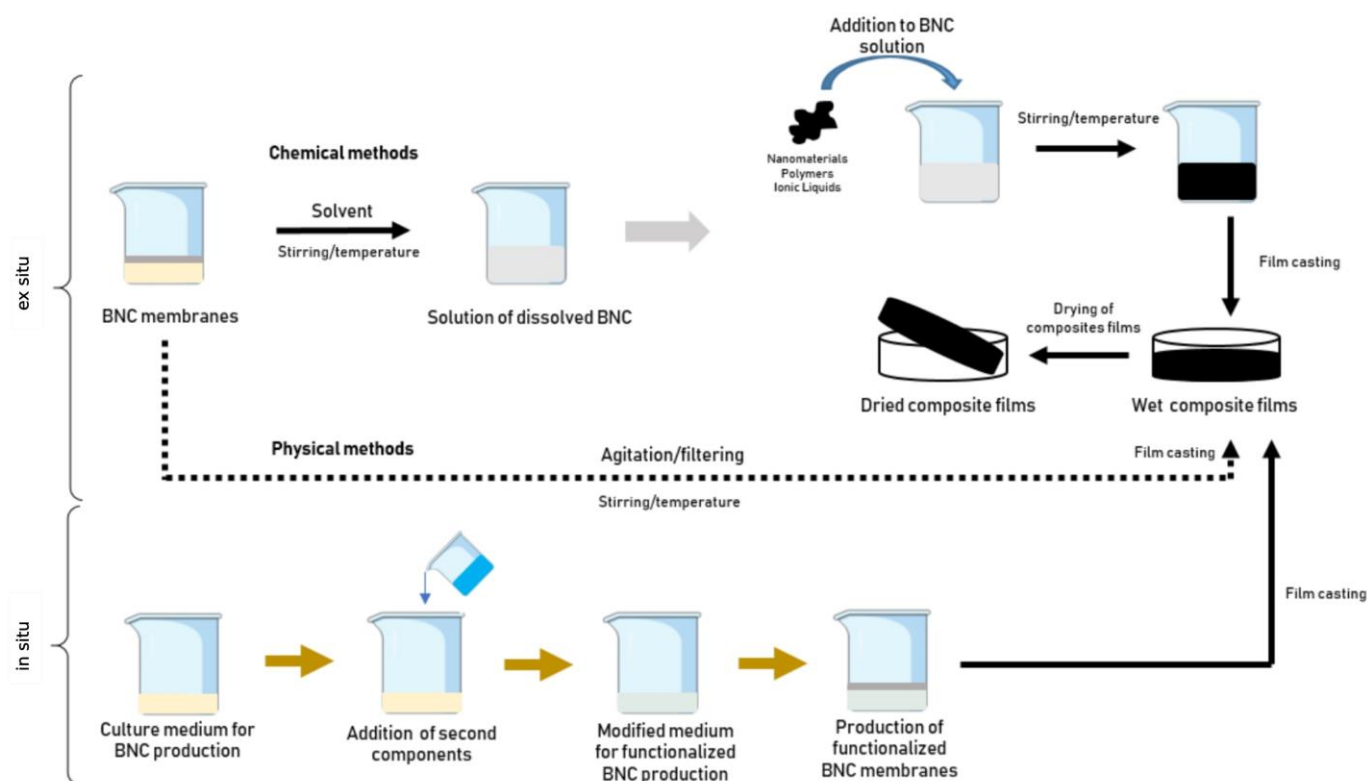 Addition to BNC
solution
Nanomaterials
Polymers
Ionic Liquids
Stirring/temperature
Chemical methods
Solvent
Stirring/temperature
BNC membranes
Solution of dissolved BNC
Film casting
Drying of
composites films
Dried composite films
Wet composite films
ex situ
Physical methods
Agitation/filtering
Film casting
Stirring/temperature
in situ
Film casting
Culture medium for
BNC production
Addition of second
components
Modified medium
for functionalized
BNC production
Production of
functionalized
BNC membranes